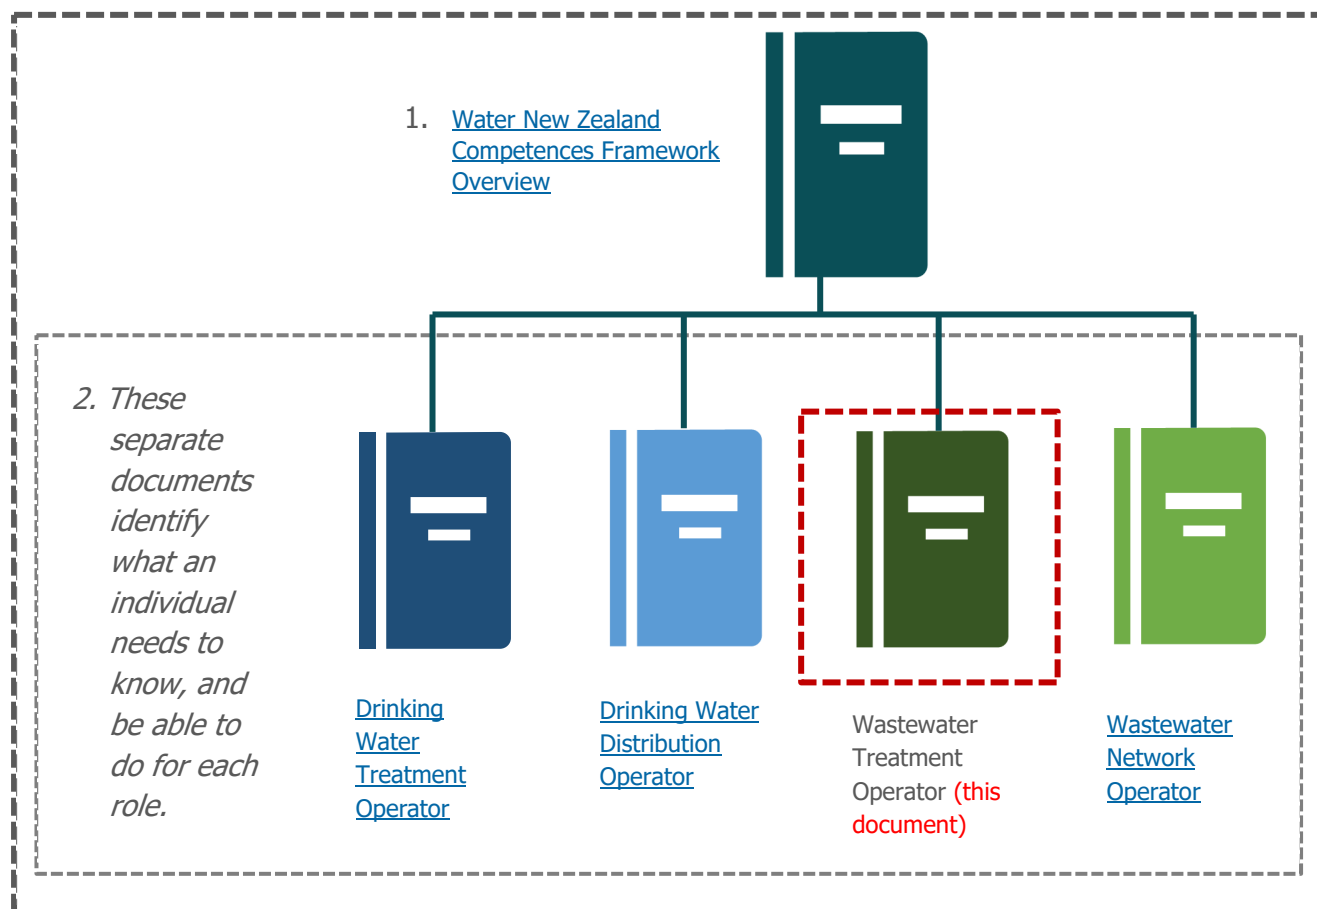 1. Water New Zealand
Competences Framework
Overview
2. These
separate
documents
identify
what an
individual
needs to
know, and
be able to
do for each
role.
Drinking
Water
Treatment
Operator
Drinking Water
Distribution
Operator
Wastewater
Treatment
Operator (this
document)
Wastewater
Network
Operator